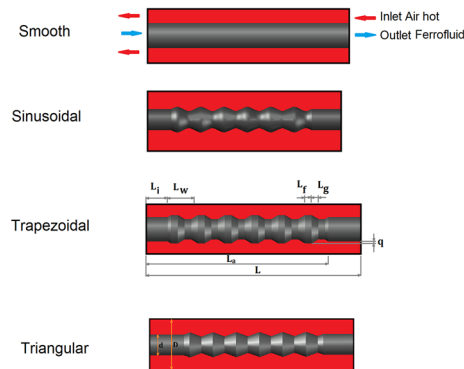 Smooth
Inlet Air hot
Outlet Ferrofluid
Sinusoidal
Li Lw Lf Lg
Trapezoidal
q
La
L
d D
Triangular